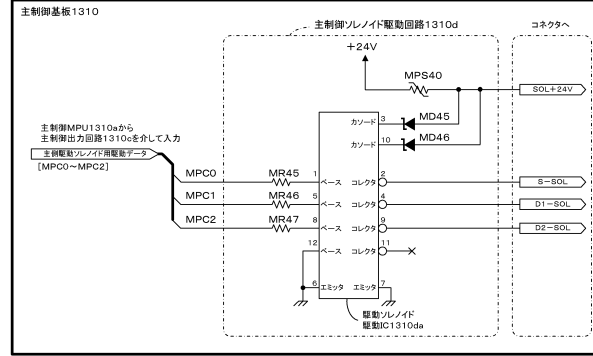 主制御基板1310
主制御ソレノイド駆動回路1310d
コネクタへ
+24V
MPS40
SOL+24V
カソード 3 MD45
カソード 10 MD46
主制御MPU1310aから
主制御出力回路1310cを介して入力
主側駆動ソレノイド用駆動データ
[MPC0~MPC2]
MPC0 MR45 1 ベース コレクタ 2 S-SOL
MPC1 MR46 5 ベース コレクタ 4 D1-SOL
MPC2 MR47 8 ベース コレクタ 9 D2-SOL
12 ベース コレクタ 11
6 エミッタ エミッタ 7
駆動ソレノイド
駆動IC1310da